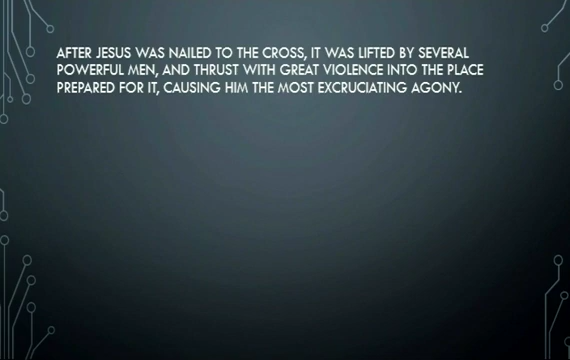 AFTER JESUS WAS NAILED TO THE CROSS, IT WAS LIFTED BY SEVERAL
POWERFUL MEN, AND THRUST WITH GREAT VIOLENCE INTO THE PLACE
PREPARED FOR IT, CAUSING HIM THE MOST EXCRUCIATING AGONY.